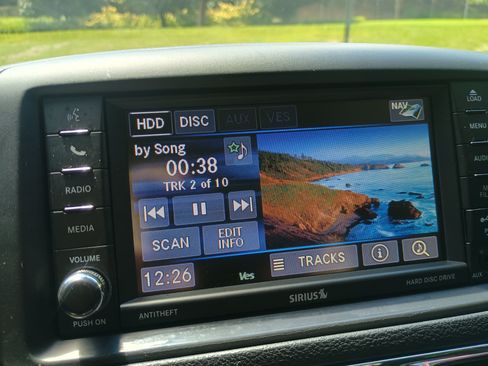 HDD DISC AUX VES NAV
by Song
00:38
TRK 2 of 10
SCAN
EDIT
INFO
TRACKS
12:26
Ves
RADIO
MEDIA
VOLUME
PUSH ON
ANTITHEFT
SIRIUS
HARD DISC DRIVE
LOAD
MENU
AUX